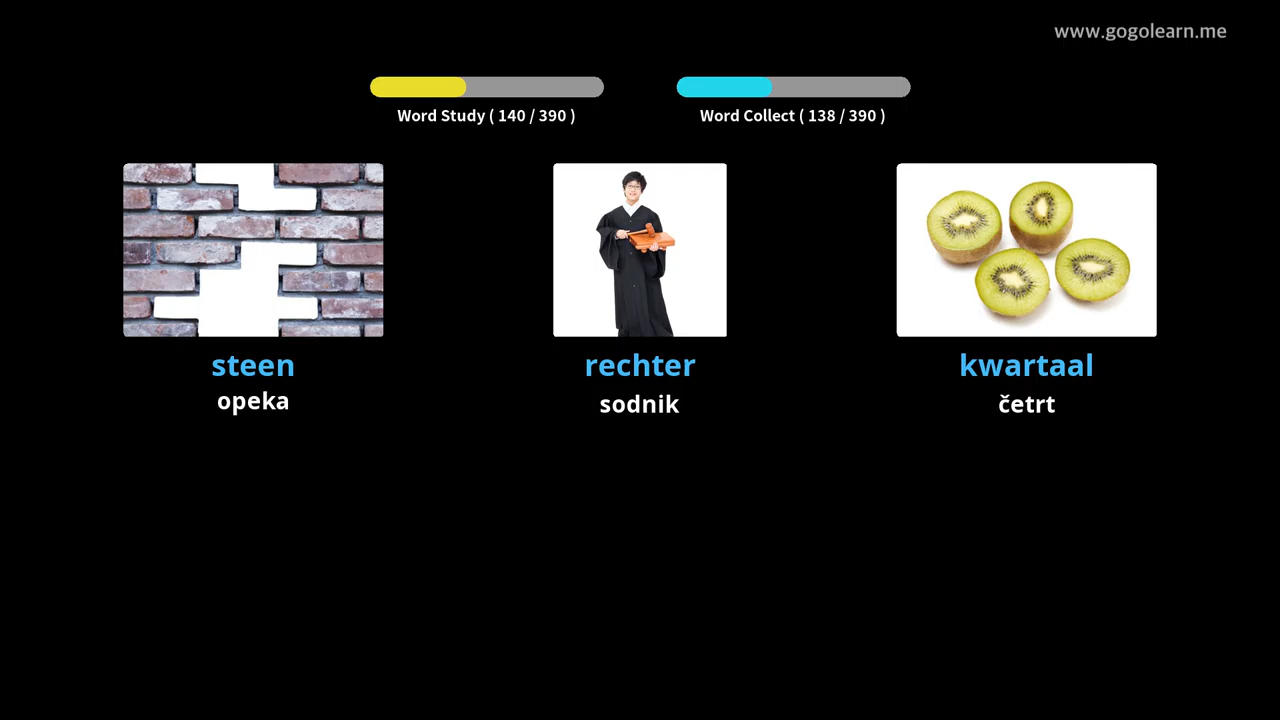 www.gogolearn.me
Word Study ( 140 / 390 )
Word Collect ( 138 / 390 )
steen
opeka
rechter
sodnik
kwartaal
četrt